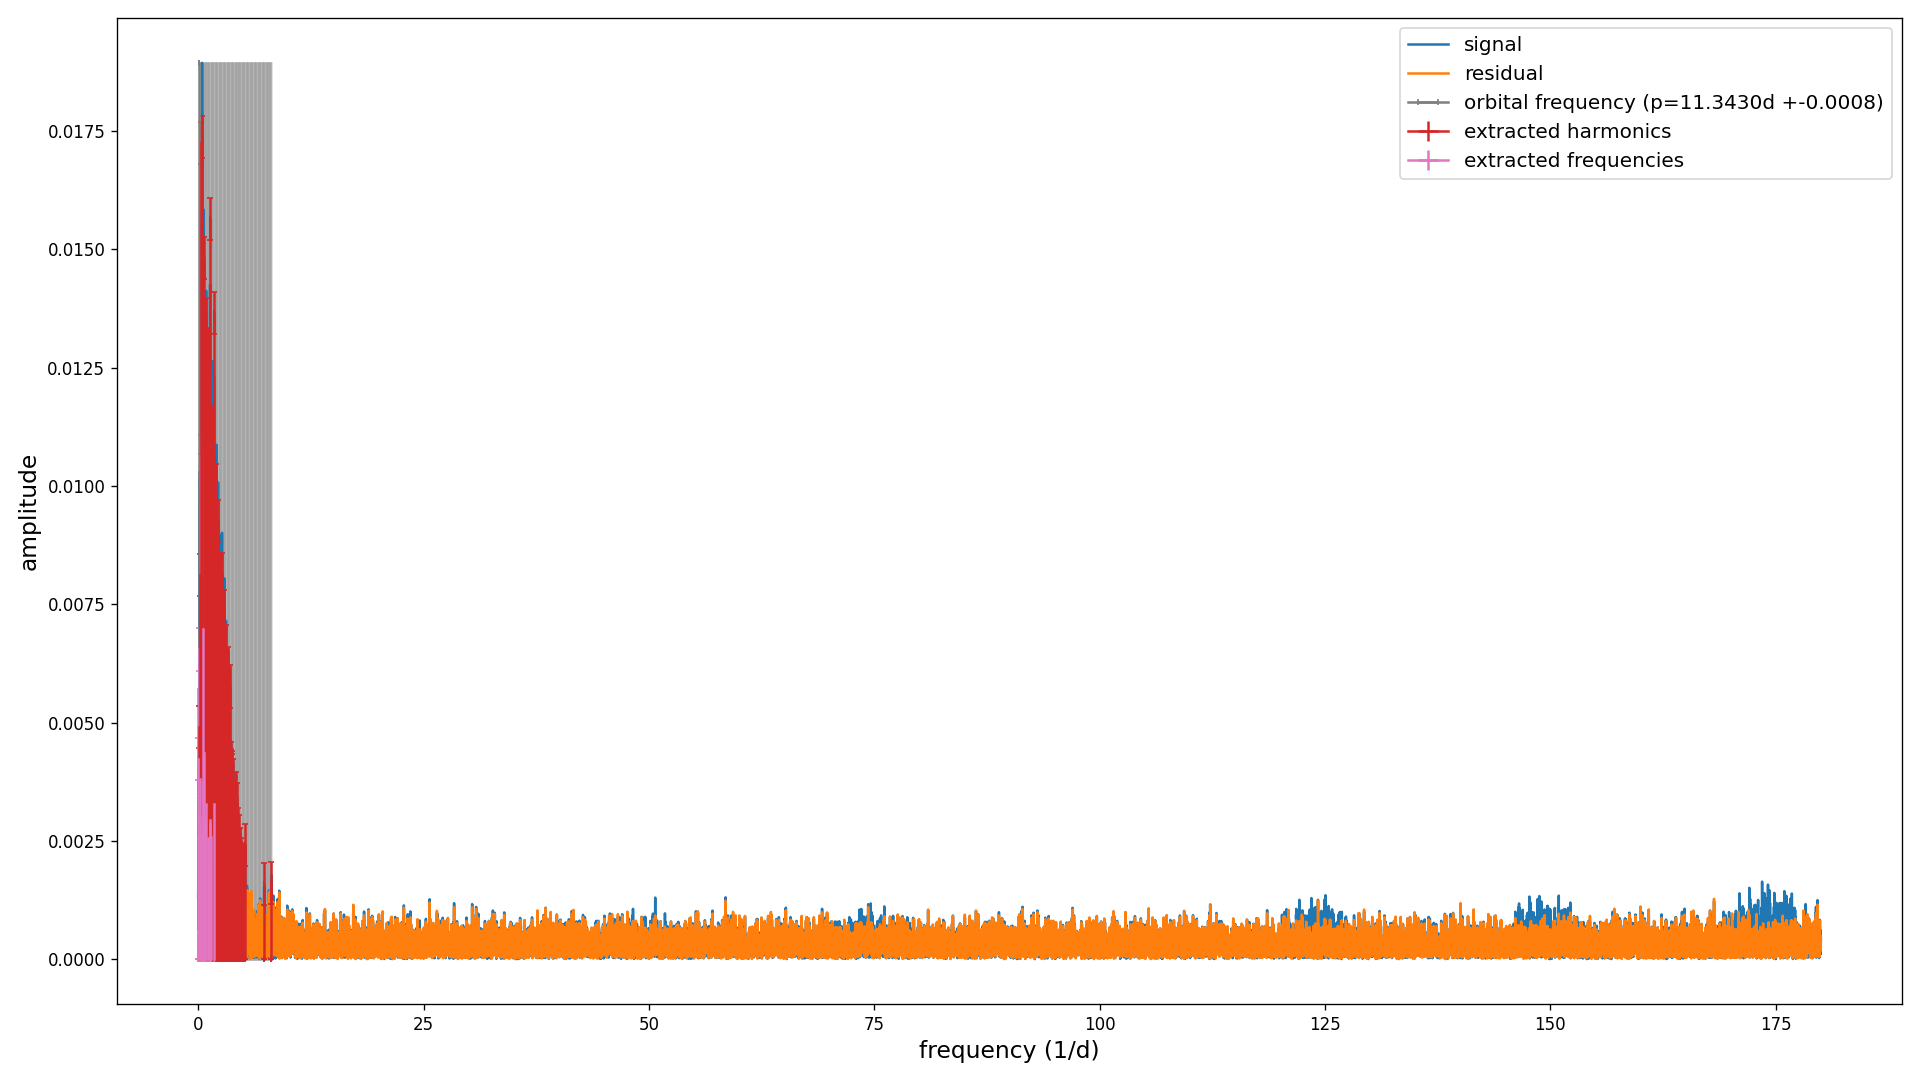 signal
residual
orbital frequency (p=11.3430d +-0.0008)
extracted harmonics
extracted frequencies
amplitude
0.0175
0.0150
0.0125
0.0100
0.0075
0.0050
0.0025
0.0000
0 25 50 75 100 125 150 175
frequency (1/d)